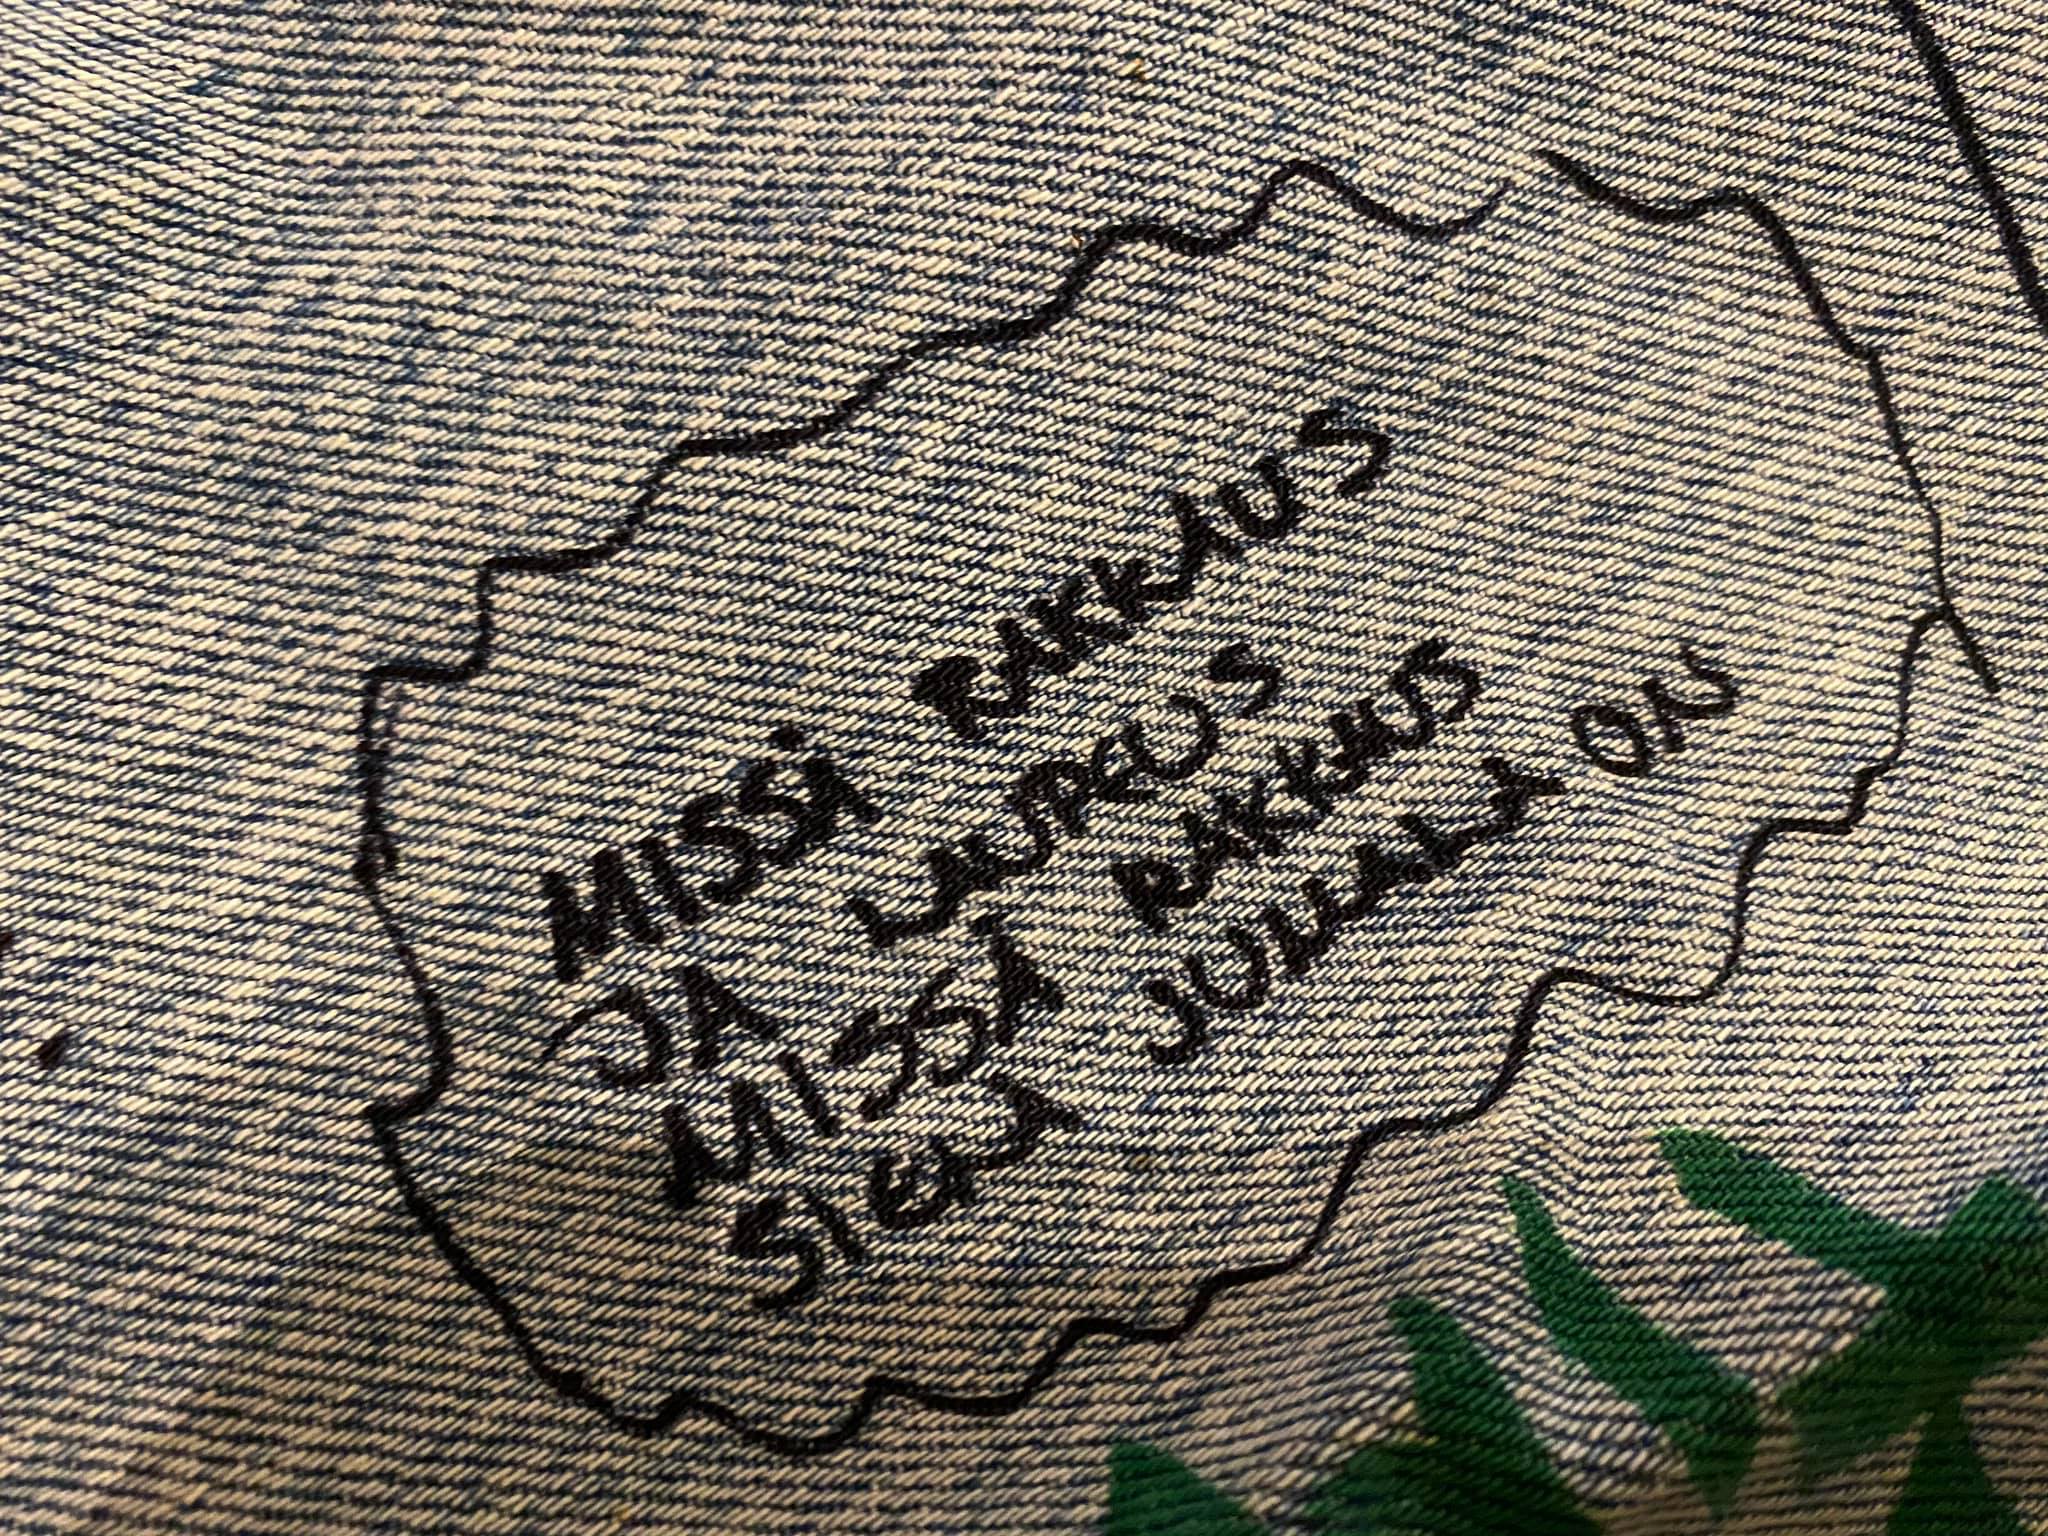 MISSÄ RAKKAUS
JA LAUPEUS
MISSÄ RAKKAUS
SIELLÄ JUMALA ON